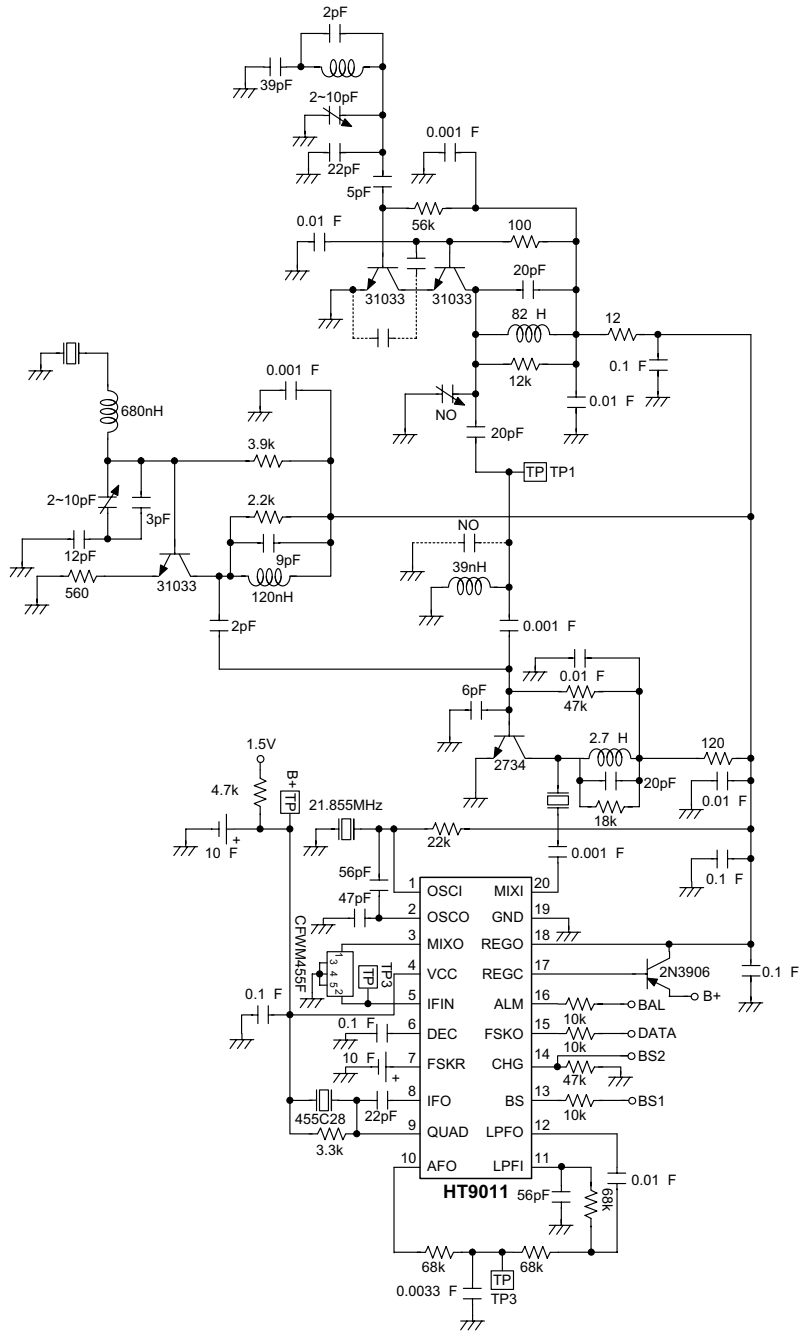 2pF
39pF
2~10pF
22pF
0.001 F
5pF
56k
0.01 F
100
20pF
31033
31033
82 H
12
0.1 F
12k
NO
0.01 F
20pF
TP TP1
680nH
0.001 F
3.9k
2~10pF
3pF
2.2k
12pF
9pF
NO
31033
560
120nH
39nH
2pF
0.001 F
0.01 F
6pF
47k
2734
2.7 H
120
20pF
0.01 F
18k
1.5V
4.7k
B+
TP
21.855MHz
10 F
+
22k
0.001 F
0.1 F
56pF
47pF
1 OSCI MIXI 20
2 OSCO GND 19
3 MIXO REGO 18
4 VCC REGC 17
5 IFIN ALM 16
6 DEC FSKO 15
7 FSKR CHG 14
8 IFO BS 13
9 QUAD LPFO 12
10 AFO LPFI 11
HT9011
CFWM455F
1
3
4
5
2
TP
TP3
2N3906
B+
0.1 F
0.1 F
0.1 F
10 F
+
10k
BAL
10k
DATA
BS2
47k
10k
BS1
455C28
22pF
3.3k
56pF
68k
0.01 F
68k
68k
0.0033 F
TP
TP3